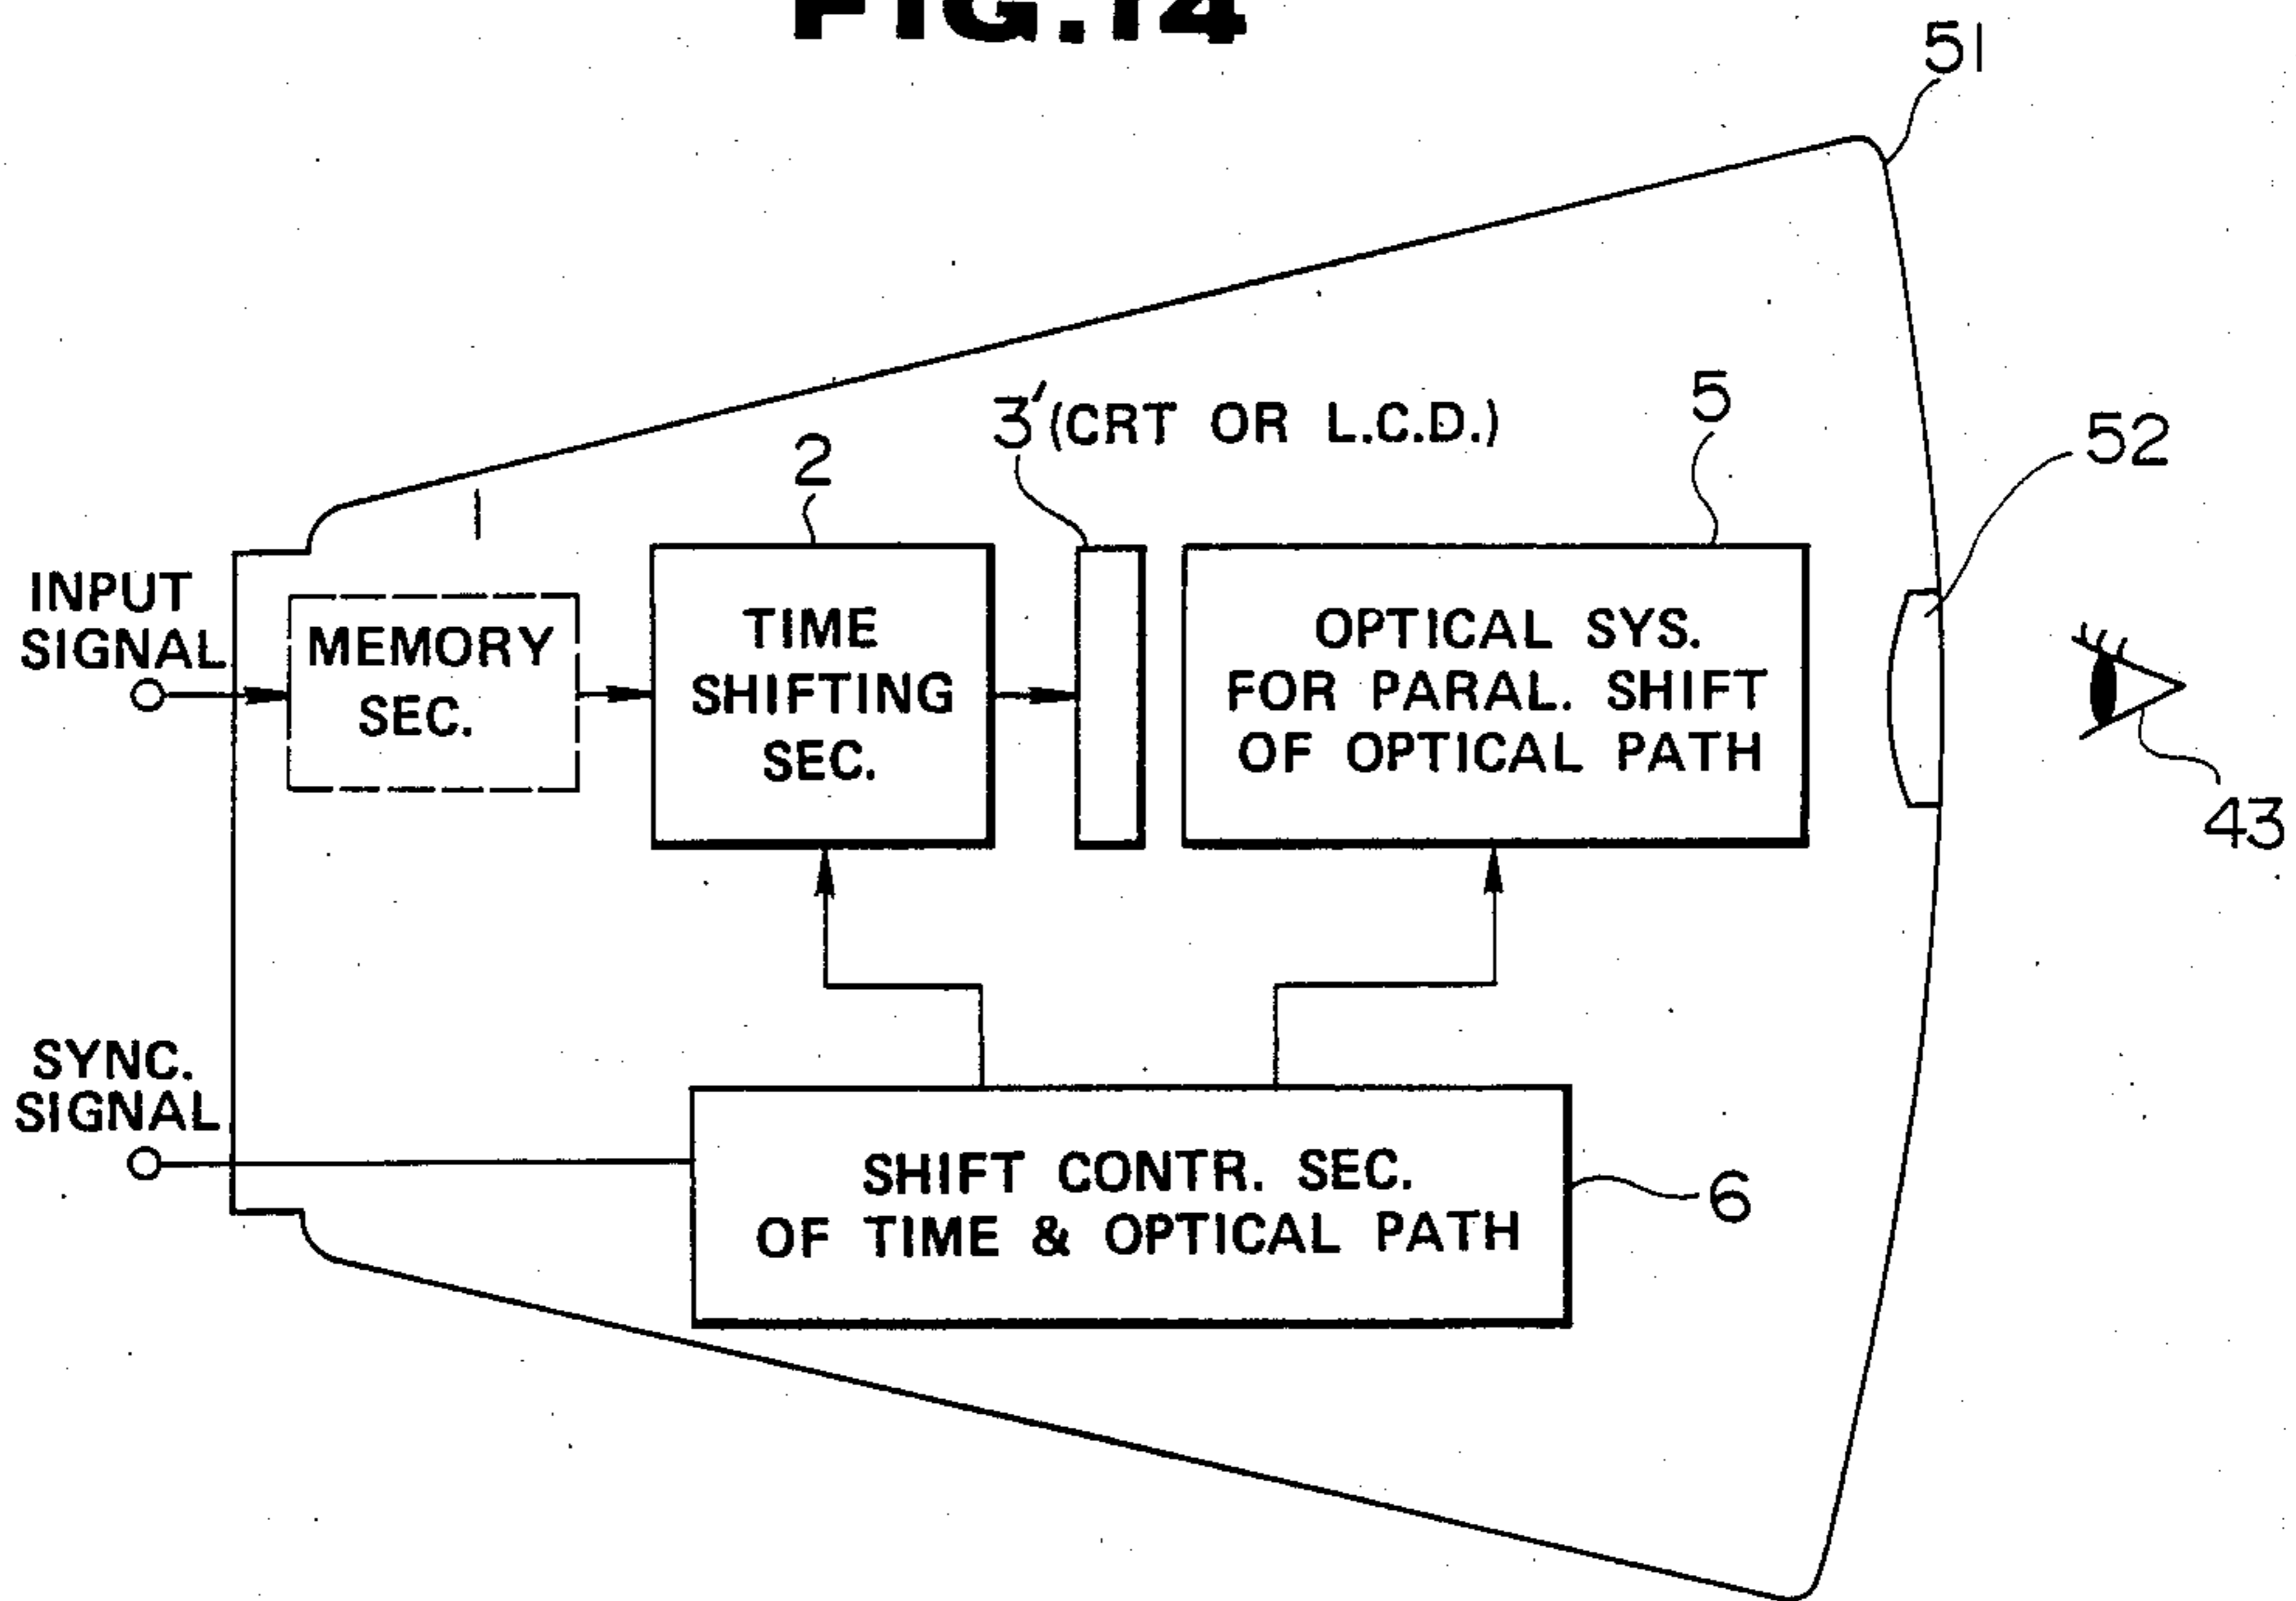 FIG.14
51
3'(CRT OR L.C.D.)
5
52
2
1
INPUT
SIGNAL
MEMORY
SEC.
TIME
SHIFTING
SEC.
OPTICAL SYS.
FOR PARAL. SHIFT
OF OPTICAL PATH
43
SYNC.
SIGNAL
SHIFT CONTR. SEC.
OF TIME & OPTICAL PATH
6